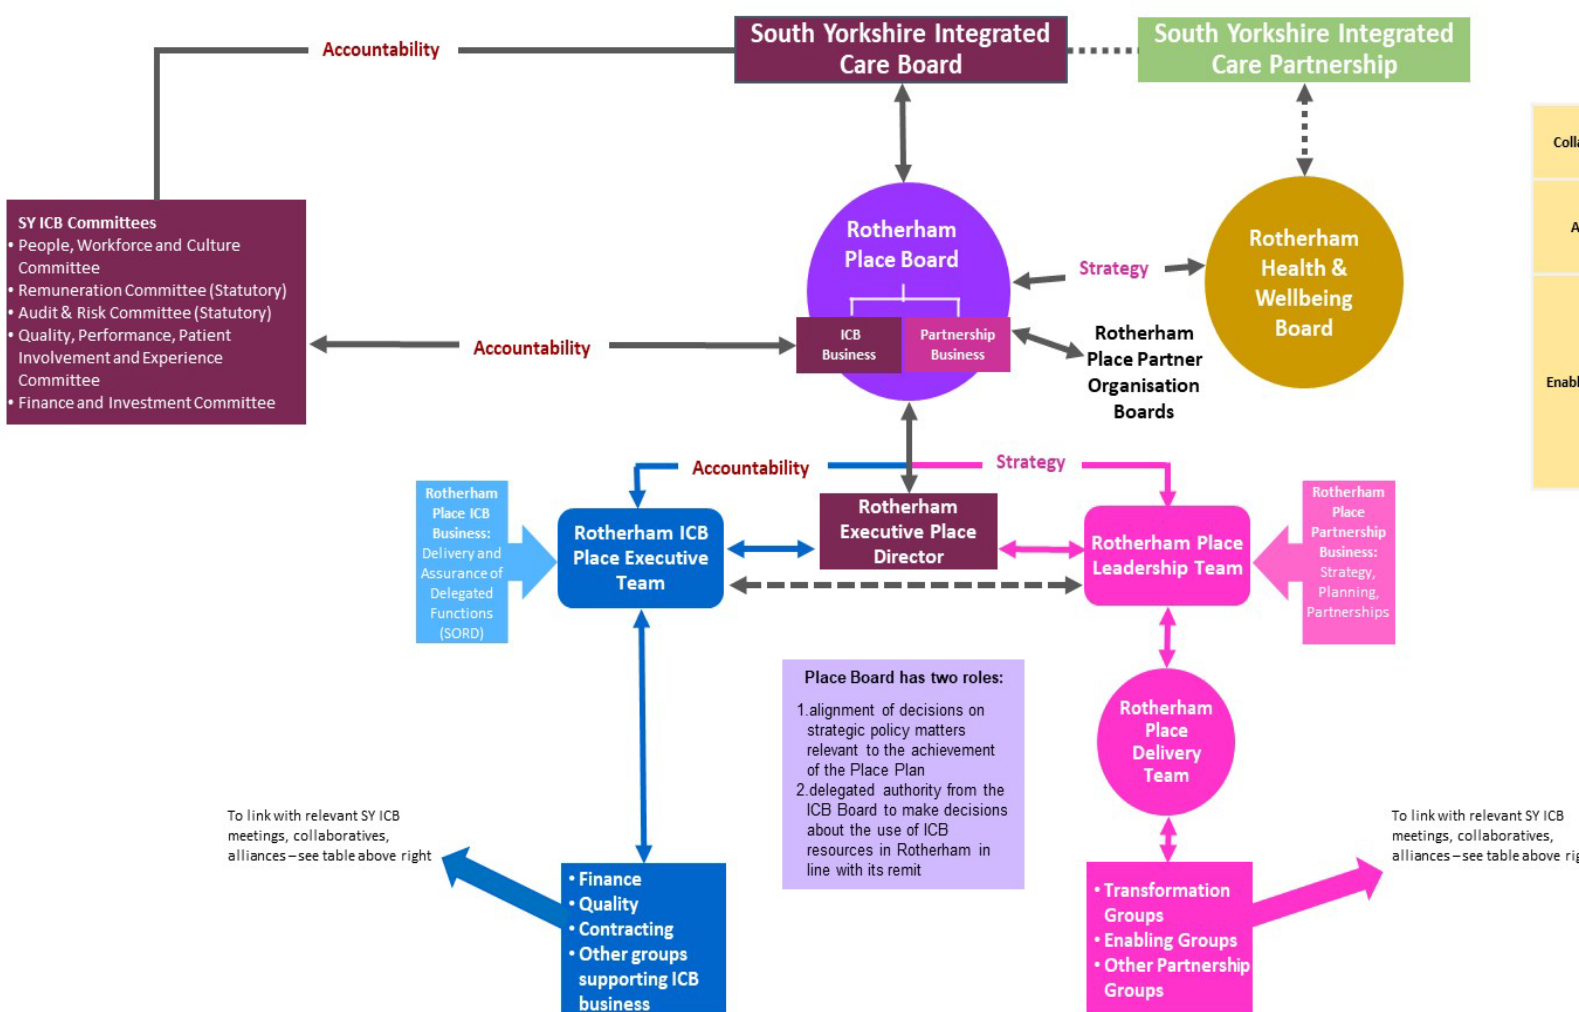 South Yorkshire Integrated
Care Board
South Yorkshire Integrated
Care Partnership
Accountability
SY ICB Committees
• People, Workforce and Culture
Committee
• Remuneration Committee (Statutory)
• Audit & Risk Committee (Statutory)
• Quality, Performance, Patient
Involvement and Experience
Committee
• Finance and Investment Committee
Accountability
Rotherham
Place Board
ICB
Business
Partnership
Business
Strategy
Rotherham
Health &
Wellbeing
Board
Rotherham
Place Partner
Organisation
Boards
Accountability
Strategy
Rotherham
Place ICB
Business:
Delivery and
Assurance of
Delegated
Functions
(SORD)
Rotherham ICB
Place Executive
Team
Rotherham
Executive Place
Director
Rotherham Place
Leadership Team
Rotherham
Place
Partnership
Business:
Strategy,
Planning,
Partnerships
Place Board has two roles:
1.alignment of decisions on
strategic policy matters
relevant to the achievement
of the Place Plan
2.delegated authority from the
ICB Board to make decisions
about the use of ICB
resources in Rotherham in
line with its remit
Rotherham
Place
Delivery
Team
To link with relevant SY ICB
meetings, collaboratives,
alliances – see table above right
• Finance
• Quality
• Contracting
• Other groups
supporting ICB
business
• Transformation
Groups
• Enabling Groups
• Other Partnership
Groups
To link with relevant SY ICB
meetings, collaboratives,
alliances – see table above